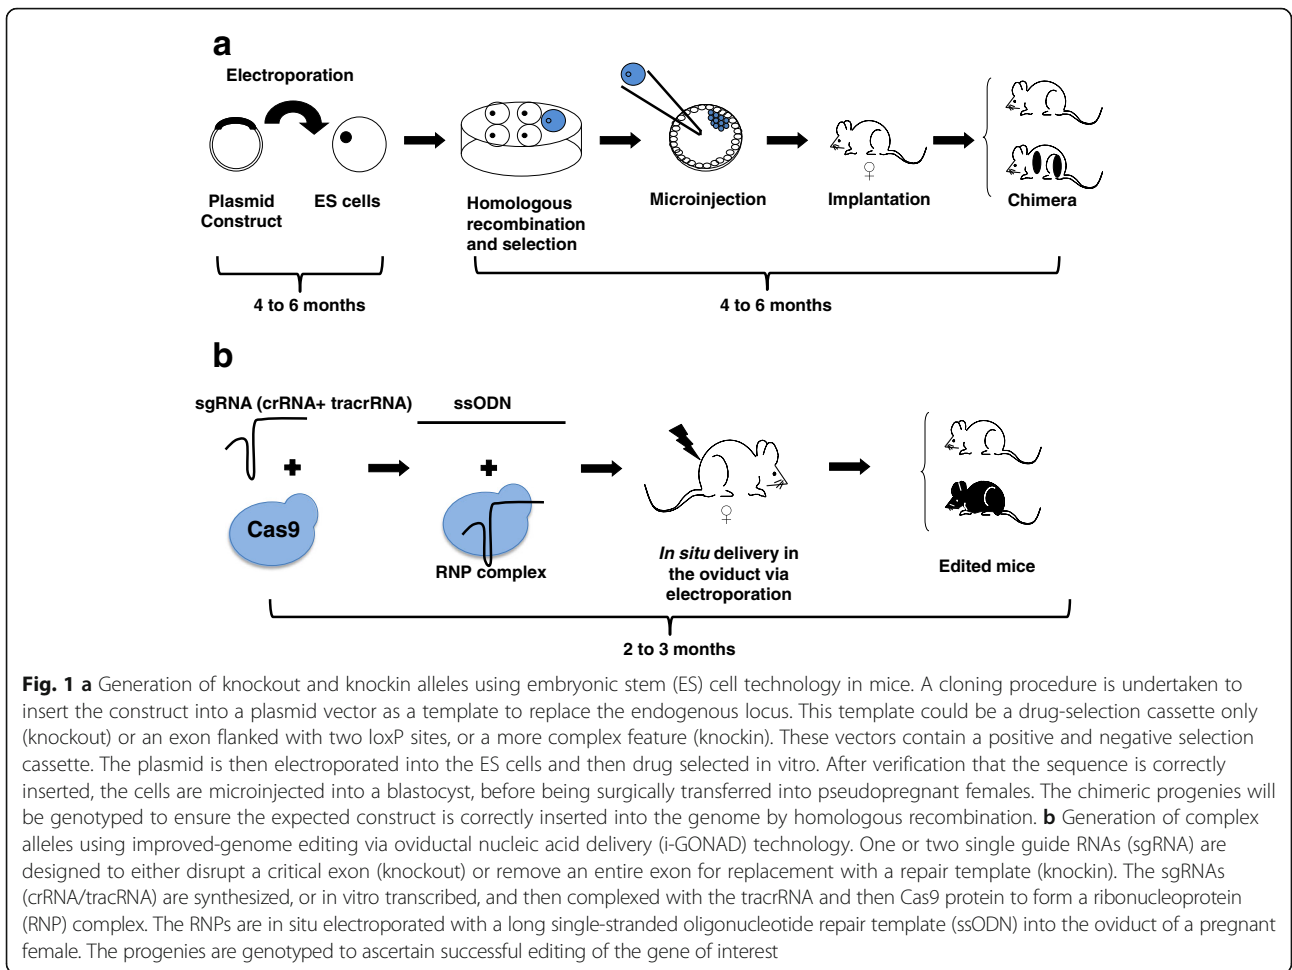 a
Electroporation
Plasmid
Construct
ES cells
Homologous
recombination
and selection
Microinjection
Implantation
♀
Chimera
4 to 6 months
4 to 6 months
b
sgRNA (crRNA+ tracrRNA)
ssODN
+
+
Cas9
RNP complex
♀
In situ delivery in
the oviduct via
electroporation
Edited mice
2 to 3 months
Fig. 1 a Generation of knockout and knockin alleles using embryonic stem (ES) cell technology in mice. A cloning procedure is undertaken to
insert the construct into a plasmid vector as a template to replace the endogenous locus. This template could be a drug-selection cassette only
(knockout) or an exon flanked with two loxP sites, or a more complex feature (knockin). These vectors contain a positive and negative selection
cassette. The plasmid is then electroporated into the ES cells and then drug selected in vitro. After verification that the sequence is correctly
inserted, the cells are microinjected into a blastocyst, before being surgically transferred into pseudopregnant females. The chimeric progenies will
be genotyped to ensure the expected construct is correctly inserted into the genome by homologous recombination. b Generation of complex
alleles using improved-genome editing via oviductal nucleic acid delivery (i-GONAD) technology. One or two single guide RNAs (sgRNA) are
designed to either disrupt a critical exon (knockout) or remove an entire exon for replacement with a repair template (knockin). The sgRNAs
(crRNA/tracRNA) are synthesized, or in vitro transcribed, and then complexed with the tracrRNA and then Cas9 protein to form a ribonucleoprotein
(RNP) complex. The RNPs are in situ electroporated with a long single-stranded oligonucleotide repair template (ssODN) into the oviduct of a pregnant
female. The progenies are genotyped to ascertain successful editing of the gene of interest